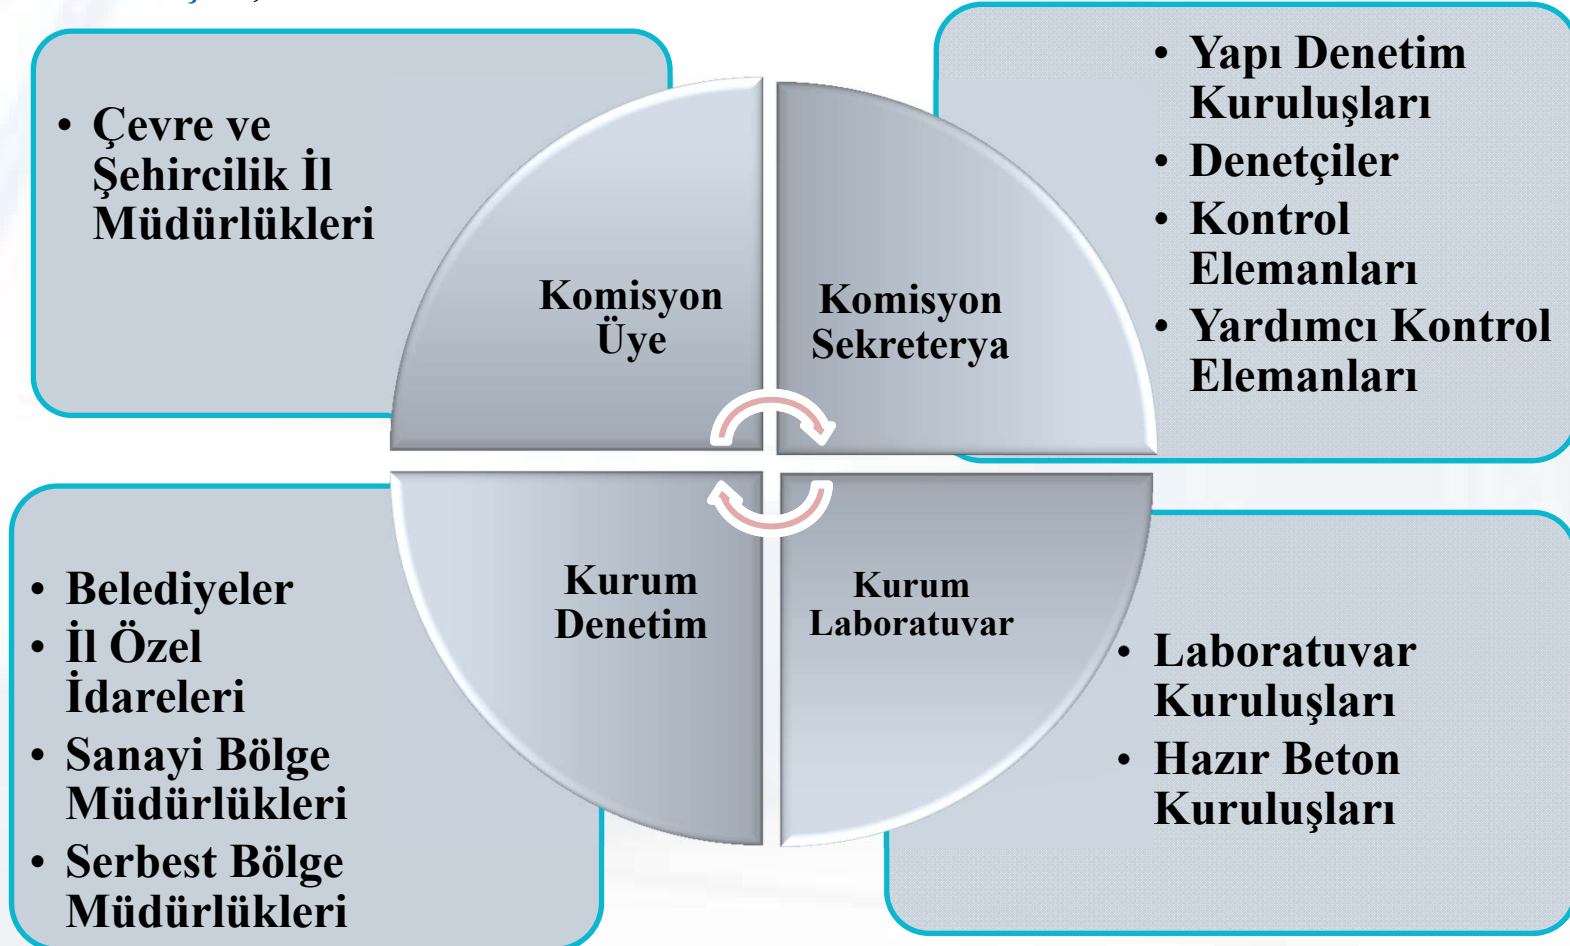 • Çevre ve
Şehircilik İl
Müdürlükleri
• Yapı Denetim
Kuruluşları
• Denetçiler
• Kontrol
Elemanları
• Yardımcı Kontrol
Elemanları
Komisyon
Üye
Komisyon
Sekreterya
Kurum
Denetim
Kurum
Laboratuvar
• Belediyeler
• İl Özel
İdareleri
• Sanayi Bölge
Müdürlükleri
• Serbest Bölge
Müdürlükleri
• Laboratuvar
Kuruluşları
• Hazır Beton
Kuruluşları